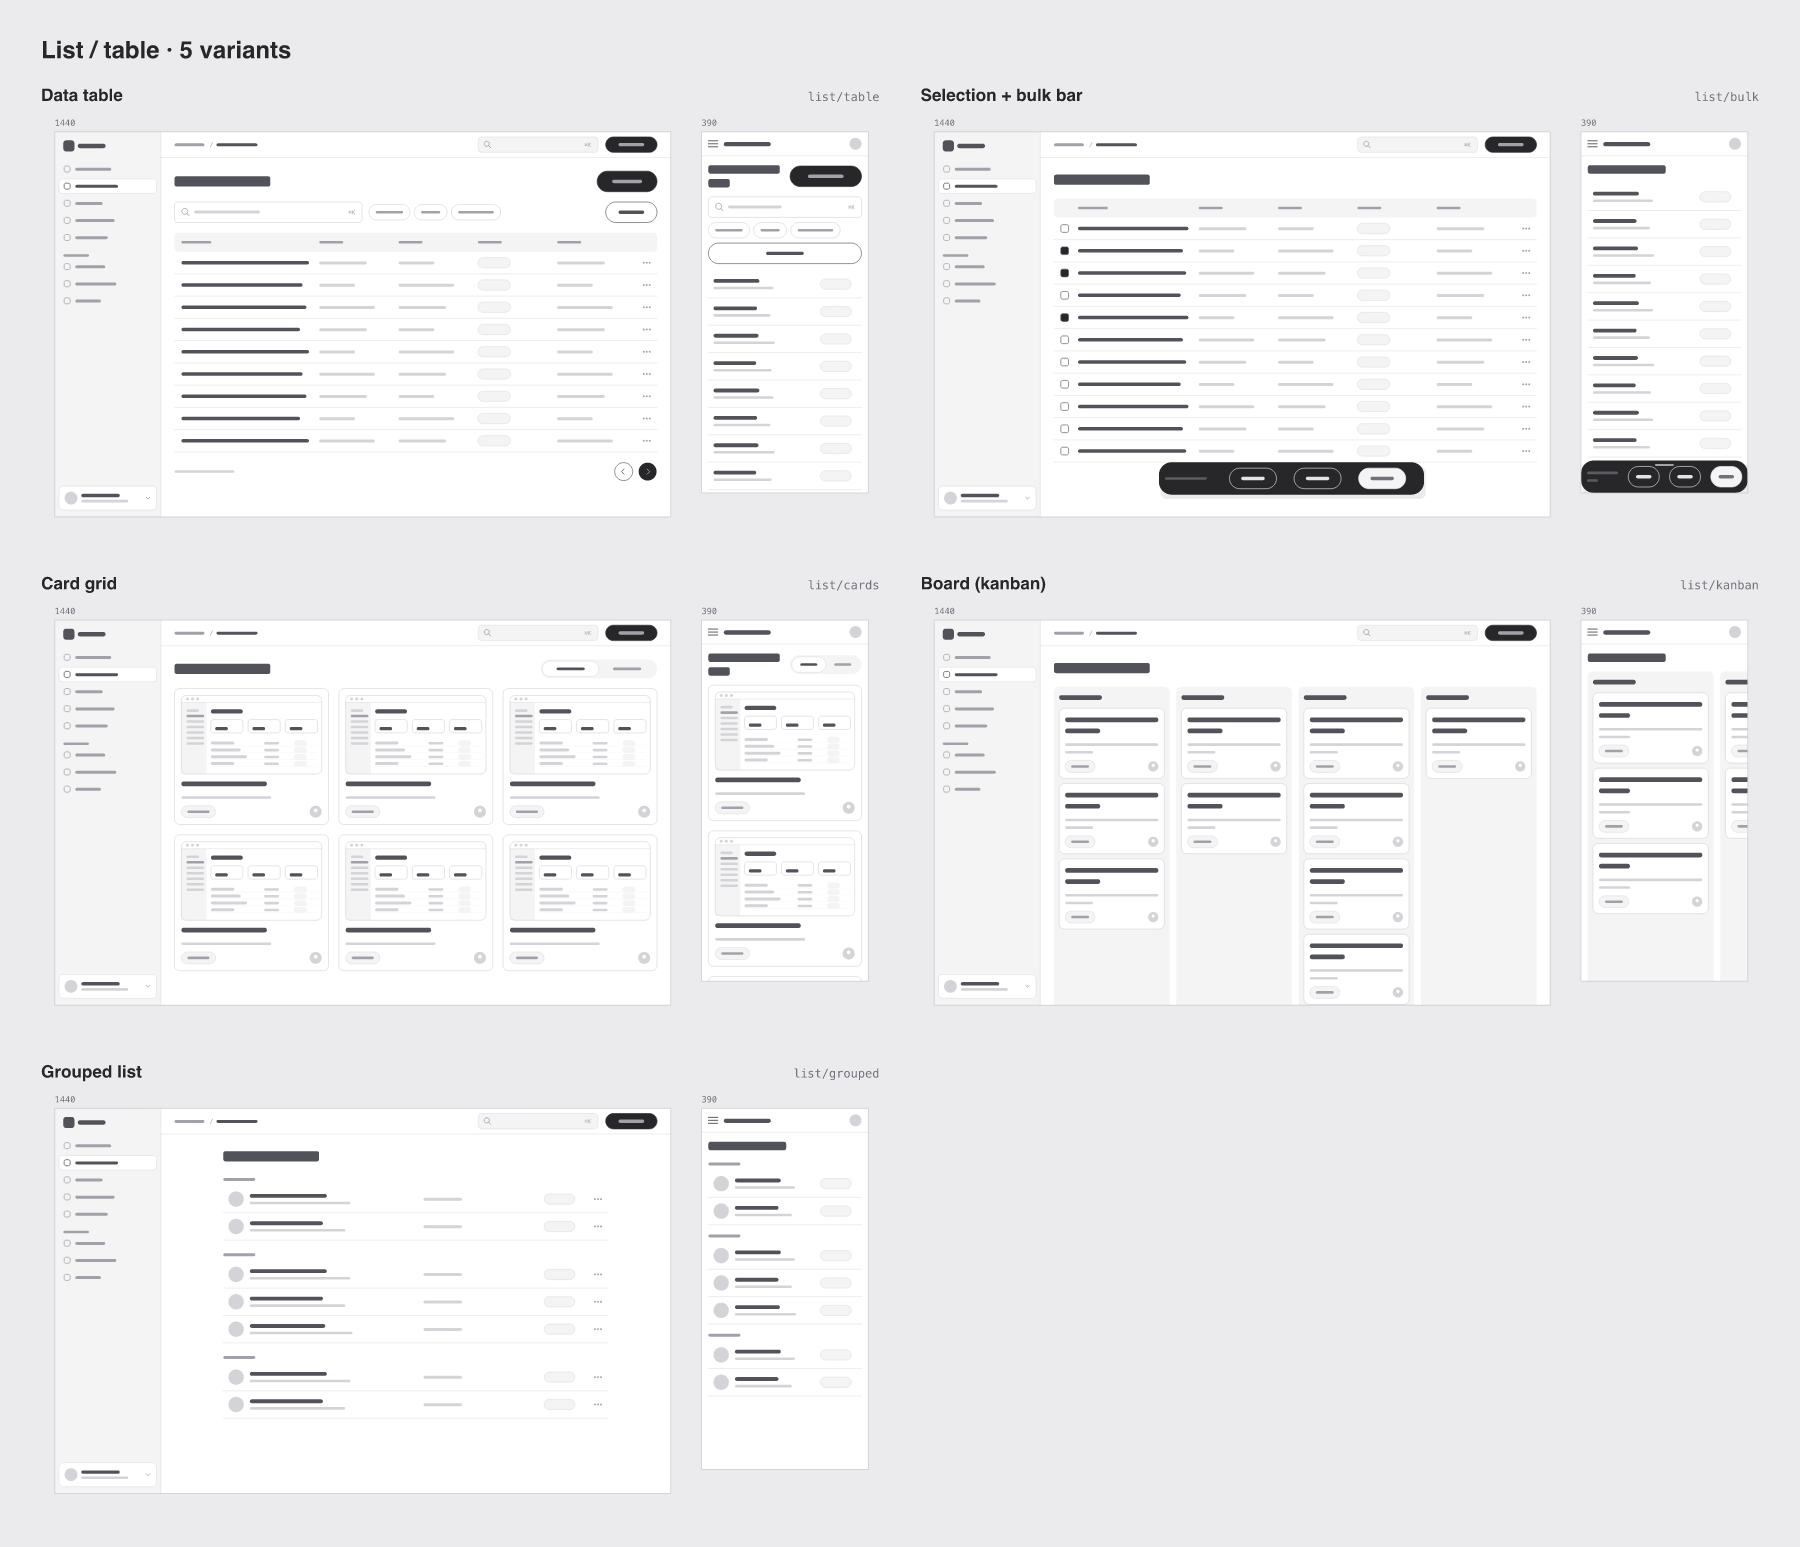 List / table · 5 variants
Data table
list/table
1440
390
Selection + bulk bar
list/bulk
1440
390
Card grid
list/cards
1440
390
Board (kanban)
list/kanban
1440
390
Grouped list
list/grouped
1440
390